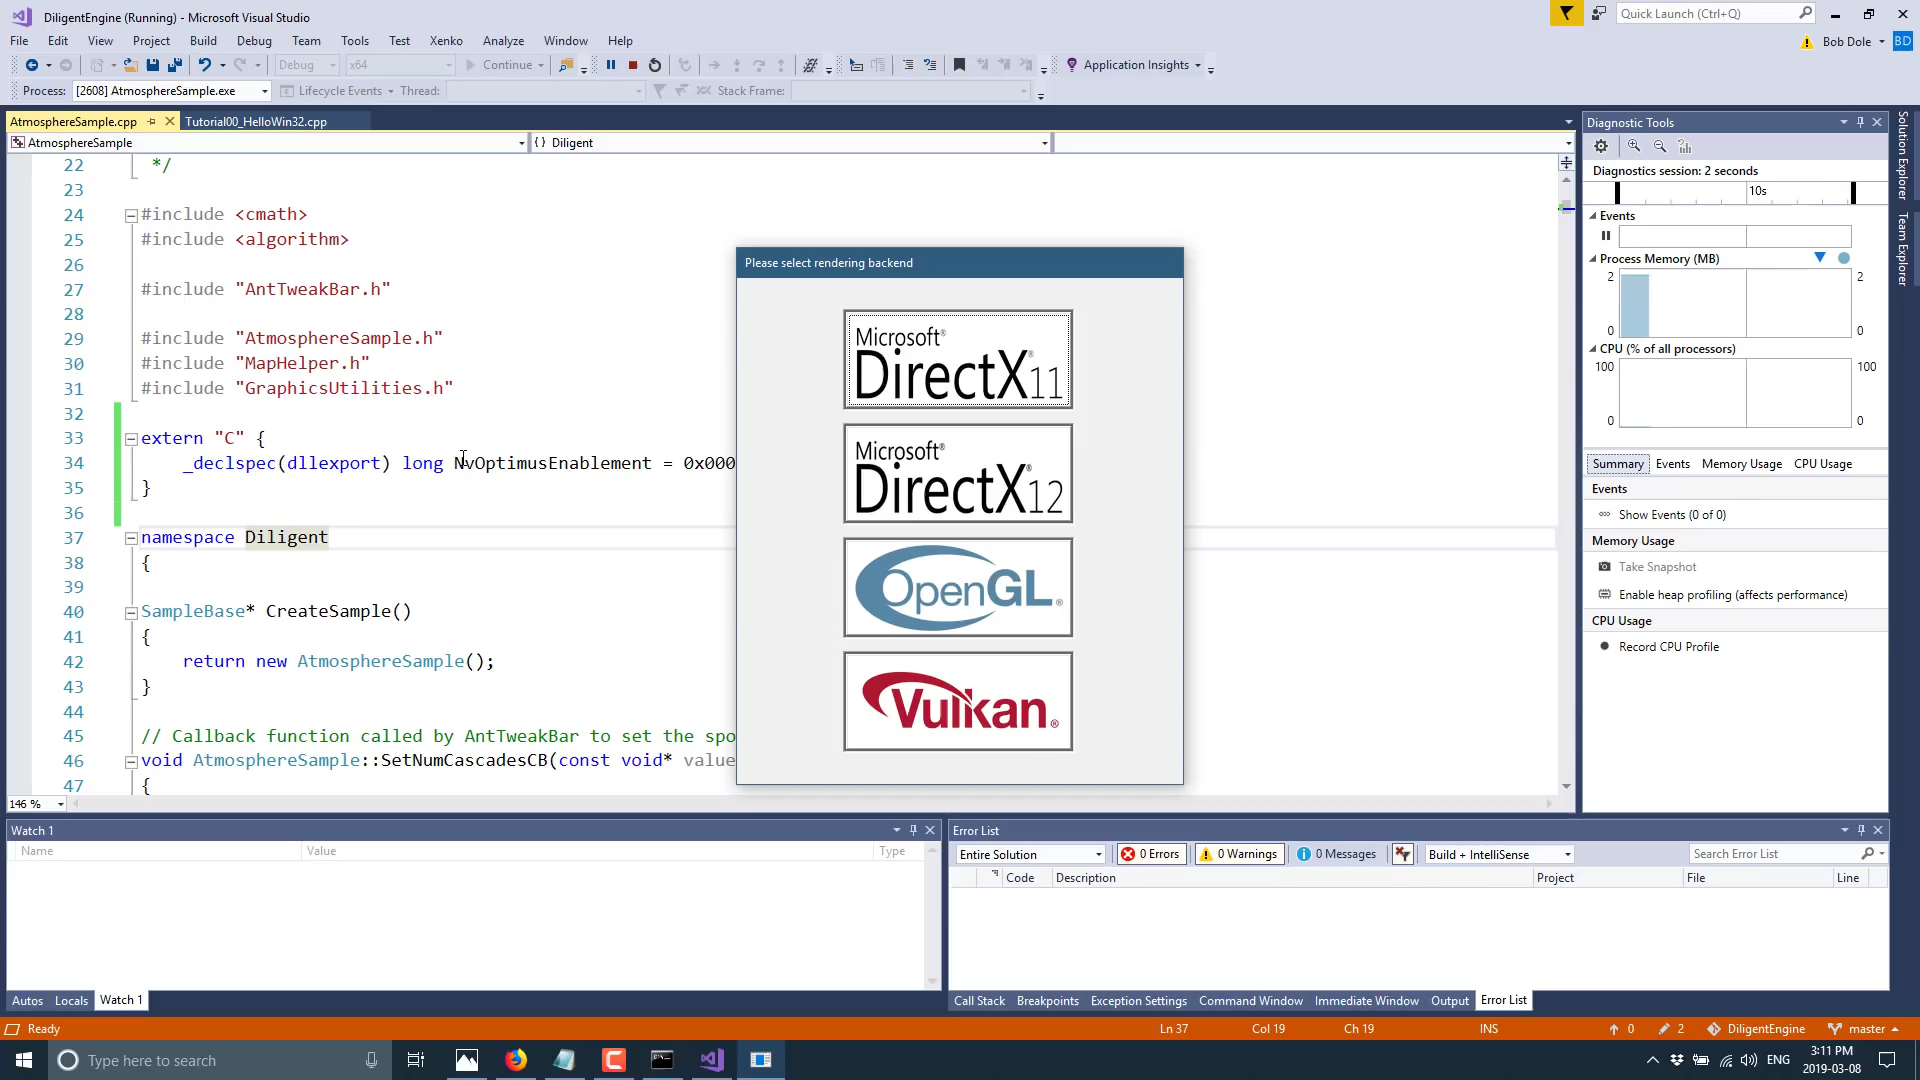 DiligentEngine (Running) - Microsoft Visual Studio
Quick Launch (Ctrl+Q)
File Edit View Project Build Debug Team Tools Test Xenko Analyze Window Help
Bob Dole BD
Debug x64 Continue Application Insights
Process: [2608] AtmosphereSample.exe Lifecycle Events Thread: Stack Frame:
AtmosphereSample.cpp Tutorial00_HelloWin32.cpp
AtmosphereSample { } Diligent
22 */
23
24 #include <cmath>
25 #include <algorithm>
26
27 #include "AntTweakBar.h"
28
29 #include "AtmosphereSample.h"
30 #include "MapHelper.h"
31 #include "GraphicsUtilities.h"
32
33 extern "C" {
34 _declspec(dllexport) long NvOptimusEnablement = 0x000
35 }
36
37 namespace Diligent
38 {
39
40 SampleBase* CreateSample()
41 {
42 return new AtmosphereSample();
43 }
44
45 // Callback function called by AntTweakBar to set the spo
46 void AtmosphereSample::SetNumCascadesCB(const void* value
47 {
146 %
Please select rendering backend
Microsoft®
DirectX® 11
Microsoft®
DirectX® 12
OpenGL®
Vulkan®
Diagnostic Tools
Diagnostics session: 2 seconds
10s
Events
Process Memory (MB)
2 2
0 0
CPU (% of all processors)
100 100
0 0
Summary Events Memory Usage CPU Usage
Events
Show Events (0 of 0)
Memory Usage
Take Snapshot
Enable heap profiling (affects performance)
CPU Usage
Record CPU Profile
Solution Explorer
Team Explorer
Watch 1
Name Value Type
Autos Locals Watch 1
Error List
Entire Solution 0 Errors 0 Warnings 0 Messages Build + IntelliSense Search Error List
Code Description Project File Line
Call Stack Breakpoints Exception Settings Command Window Immediate Window Output Error List
Ready Ln 37 Col 19 Ch 19 INS 0 2 DiligentEngine master
Type here to search
ENG
3:11 PM
2019-03-08